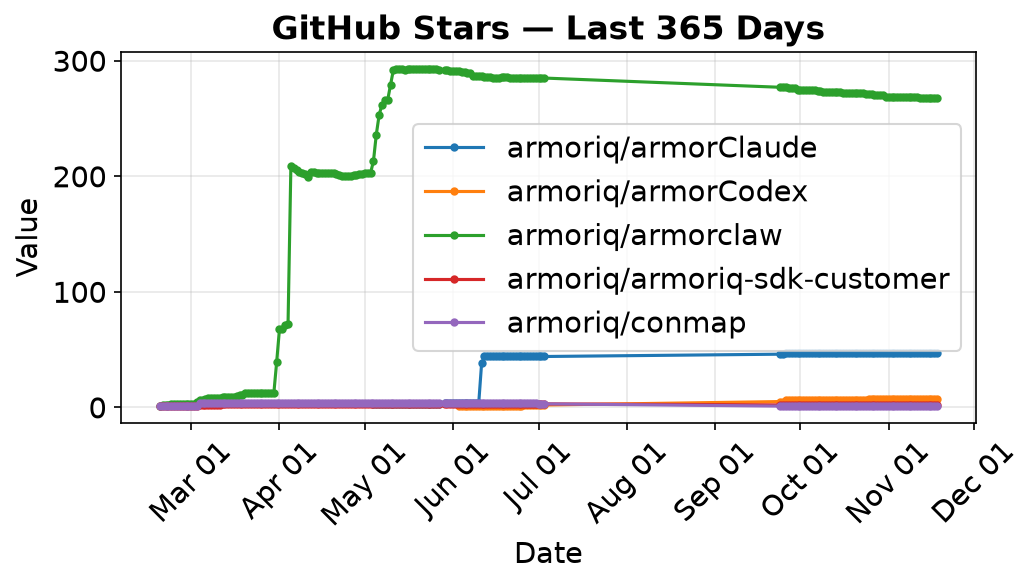 GitHub Stars — Last 365 Days
Value
300
200
100
0
armoriq/armorClaude
armoriq/armorCodex
armoriq/armorclaw
armoriq/armoriq-sdk-customer
armoriq/conmap
Mar 01
Apr 01
May 01
Jun 01
Jul 01
Aug 01
Sep 01
Oct 01
Nov 01
Dec 01
Date